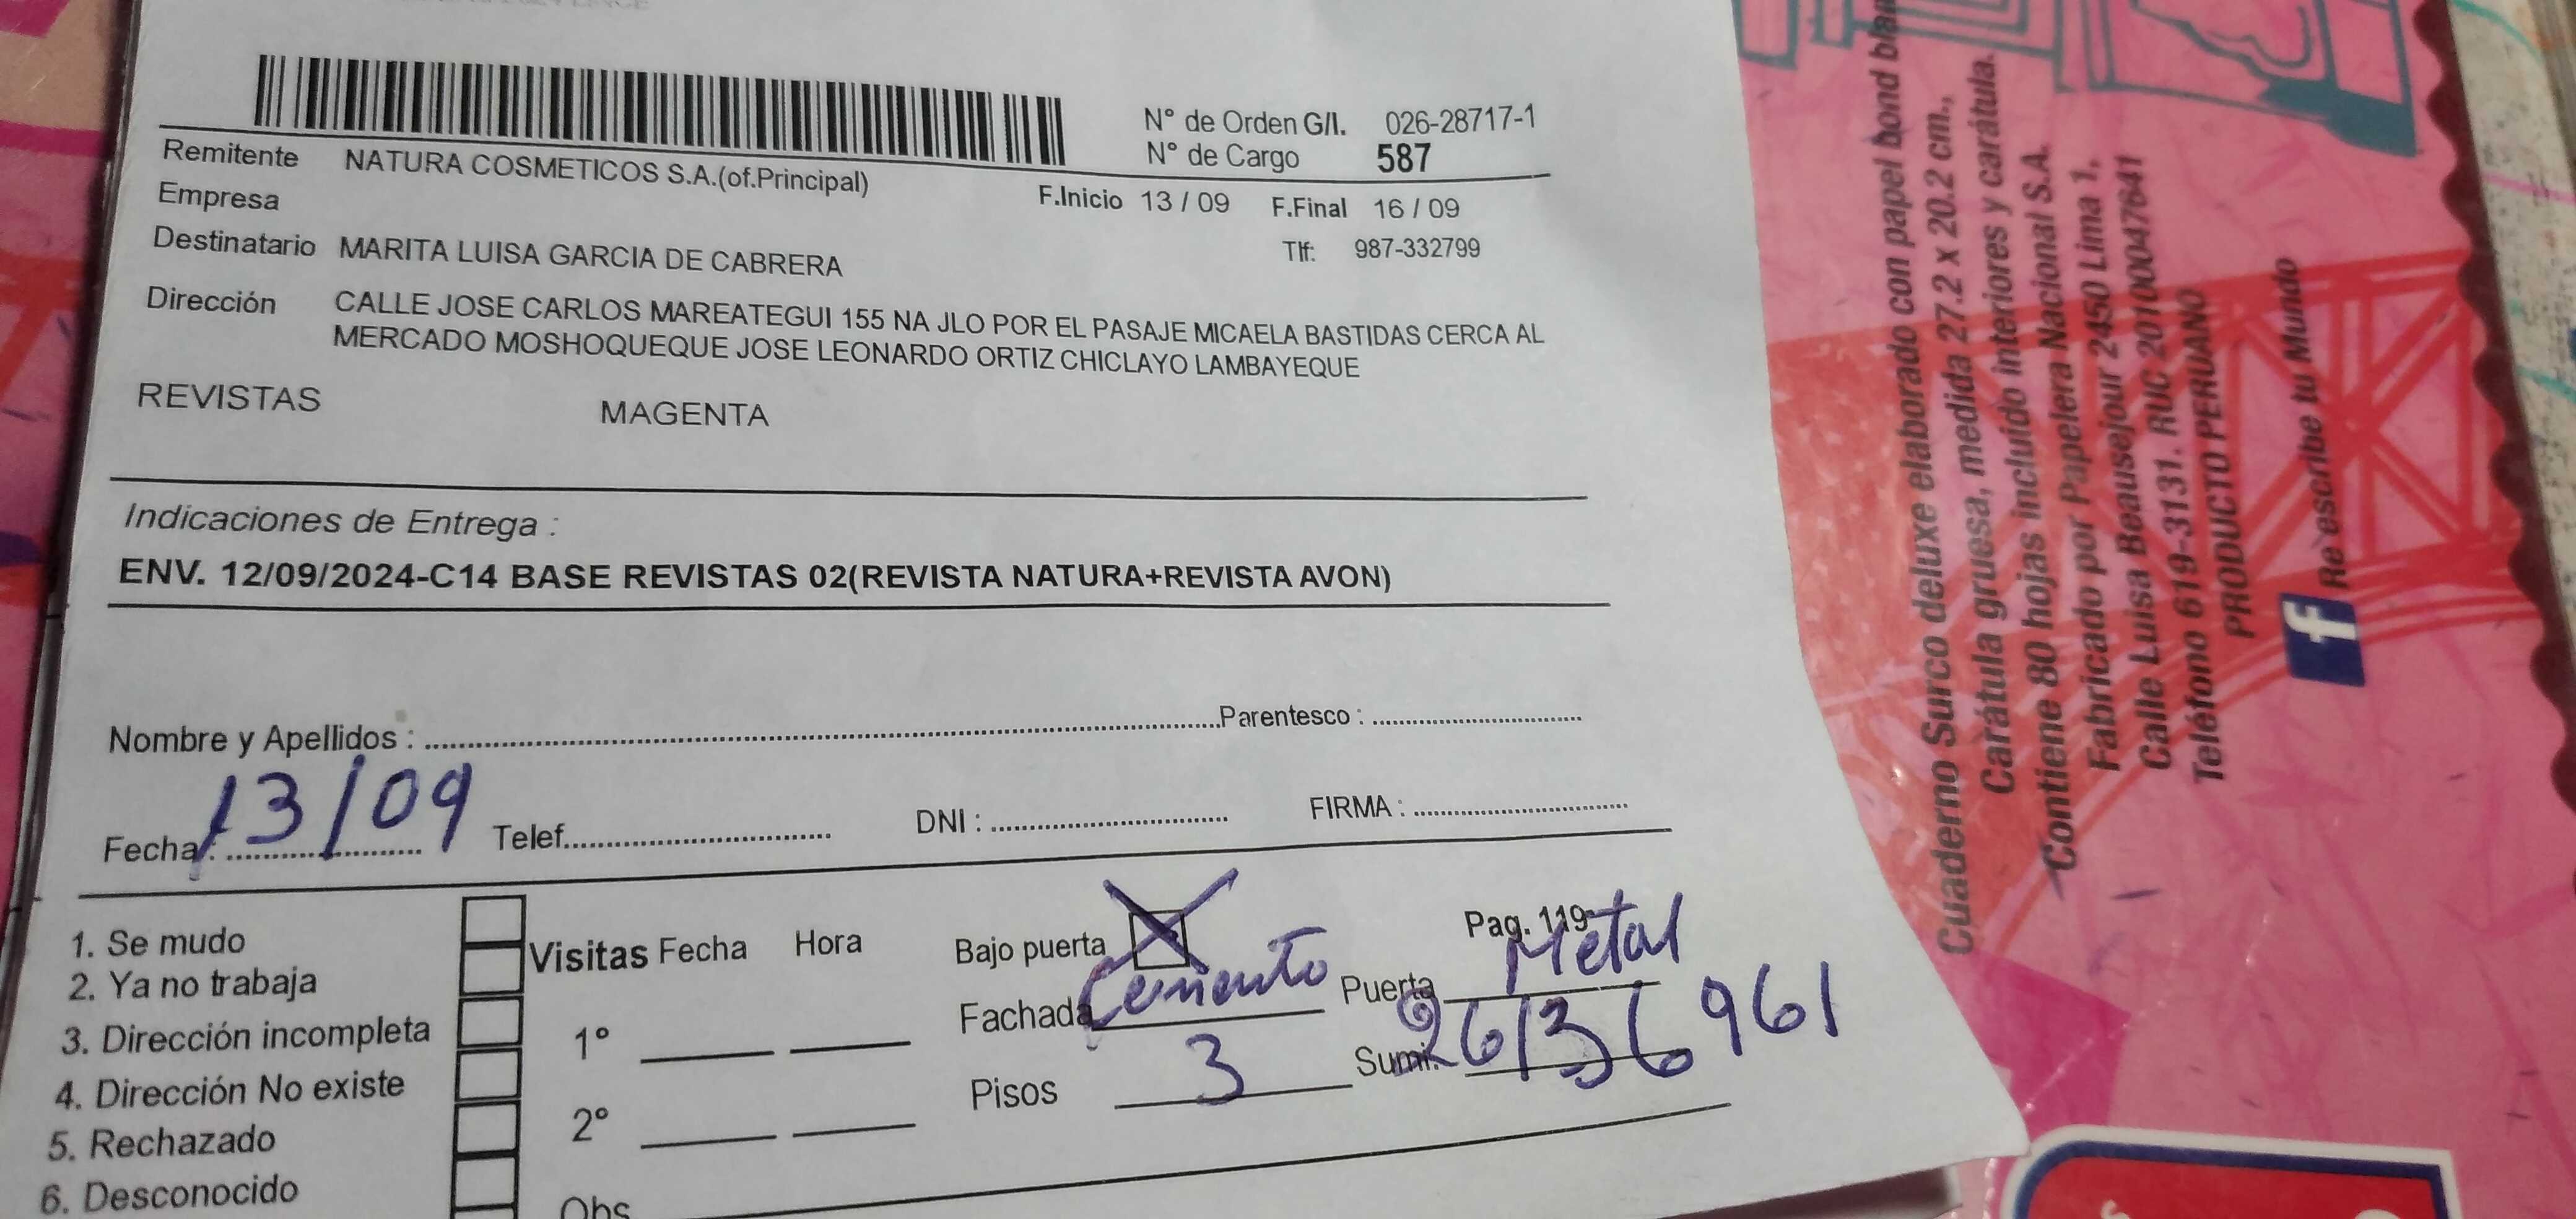 N° de Orden G/I. 026-28717-1
N° de Cargo 587
Remitente NATURA COSMETICOS S.A.(of.Principal)
Empresa
F.Inicio 13 / 09 F.Final 16 / 09
Destinatario MARITA LUISA GARCIA DE CABRERA
Tlf: 987-332799
Dirección CALLE JOSE CARLOS MAREATEGUI 155 NA JLO POR EL PASAJE MICAELA BASTIDAS CERCA AL
MERCADO MOSHOQUEQUE JOSE LEONARDO ORTIZ CHICLAYO LAMBAYEQUE
REVISTAS MAGENTA
Indicaciones de Entrega :
ENV. 12/09/2024-C14 BASE REVISTAS 02(REVISTA NATURA+REVISTA AVON)
Nombre y Apellidos : Parentesco :
Fecha : 13/09 Telef. DNI : FIRMA :
1. Se mudo
2. Ya no trabaja
3. Dirección incompleta
4. Dirección No existe
5. Rechazado
6. Desconocido
Visitas Fecha Hora
1°
2°
Obs
Bajo puerta
Pag. 119
Fachada Cemento Puerta Metal
Pisos 3 Sumi.
Cuaderno Surco deluxe elaborado con papel bond
Carátula gruesa, medida 27.2 x 20.2 cm.,
Contiene 80 hojas incluido interiores y carátula.
Fabricado por Papelera Nacional S.A.
Calle Luisa Beausejour 2450 Lima 1,
Teléfono 619-3131. RUC 20100047641
PRODUCTO PERUANO
f Re escribe tu Mundo